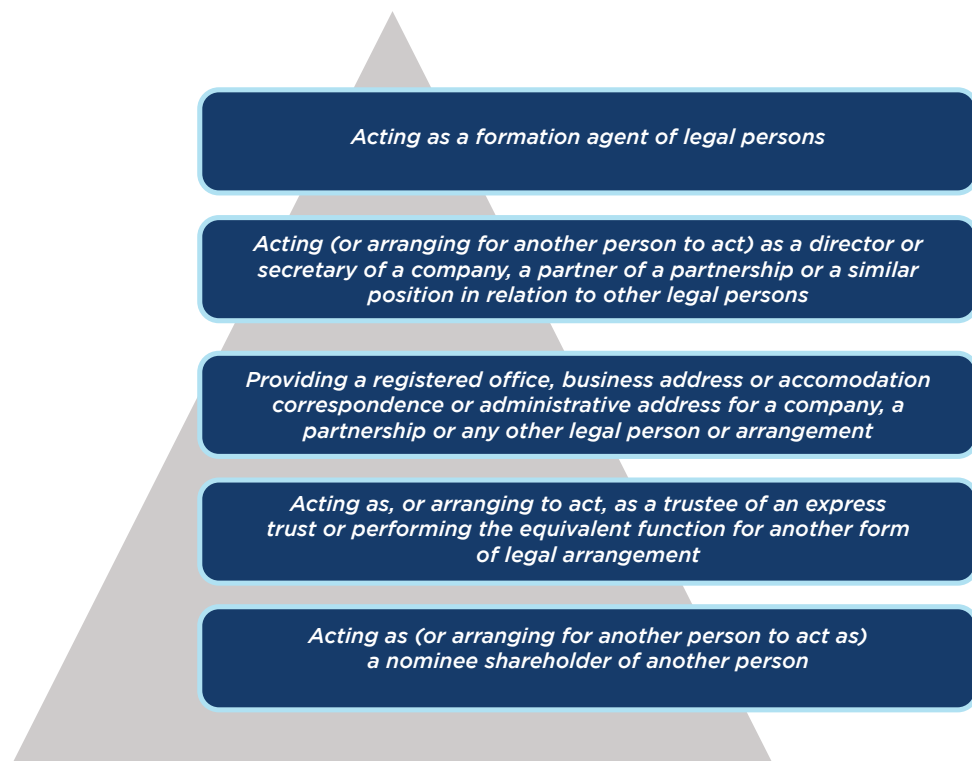 Acting as a formation agent of legal persons
Acting (or arranging for another person to act) as a director or
secretary of a company, a partner of a partnership or a similar
position in relation to other legal persons
Providing a registered office, business address or accomodation
correspondence or administrative address for a company, a
partnership or any other legal person or arrangement
Acting as, or arranging to act, as a trustee of an express
trust or performing the equivalent function for another form
of legal arrangement
Acting as (or arranging for another person to act as)
a nominee shareholder of another person